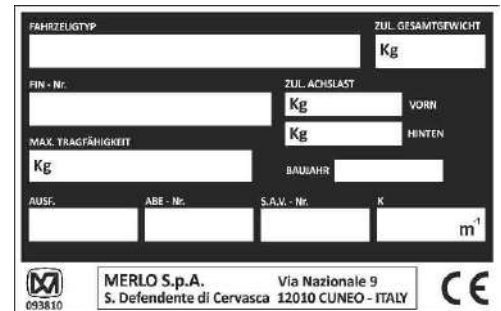 FAHRZEUGTYP ZUL. GESAMTGEWICHT
Kg
FIN - Nr. ZUL. ACHSLAST
Kg VORN
Kg HINTEN
MAX. TRAGFÄHIGKEIT
Kg
BAUJAHR
AUSF. ABE - Nr. S.A.V. - Nr. K
m⁻¹
MERLO S.p.A. Via Nazionale 9
S. Defendente di Cervasca 12010 CUNEO - ITALY
093810
CE